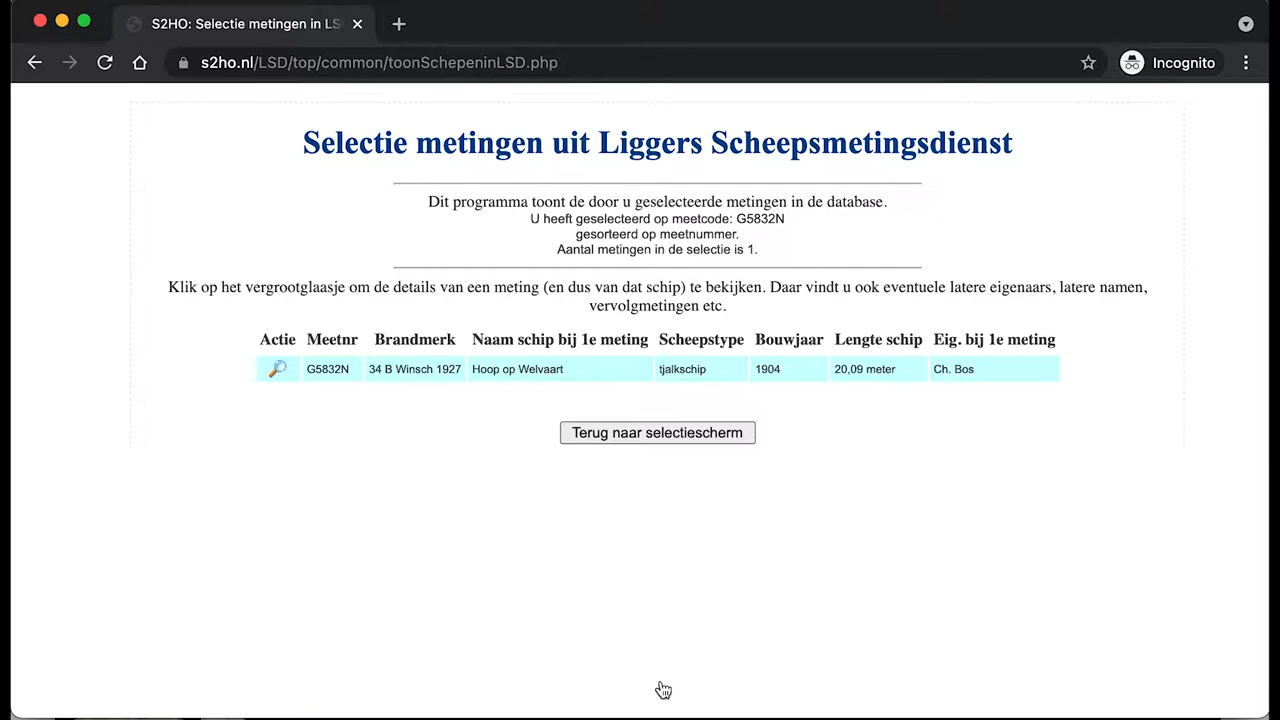 S2HO: Selectie metingen in LS
s2ho.nl/LSD/top/common/toonSchepeninLSD.php
Incognito
Selectie metingen uit Liggers Scheepsmetingsdienst
Dit programma toont de door u geselecteerde metingen in de database.
U heeft geselecteerd op meetcode: G5832N
gesorteerd op meetnummer.
Aantal metingen in de selectie is 1.
Klik op het vergrootglaasje om de details van een meting (en dus van dat schip) te bekijken. Daar vindt u ook eventuele latere eigenaars, latere namen,
vervolgmetingen etc.
Actie Meetnr Brandmerk Naam schip bij 1e meting Scheepstype Bouwjaar Lengte schip Eig. bij 1e meting
G5832N 34 B Winsch 1927 Hoop op Welvaart tjalkschip 1904 20,09 meter Ch. Bos
Terug naar selectiescherm